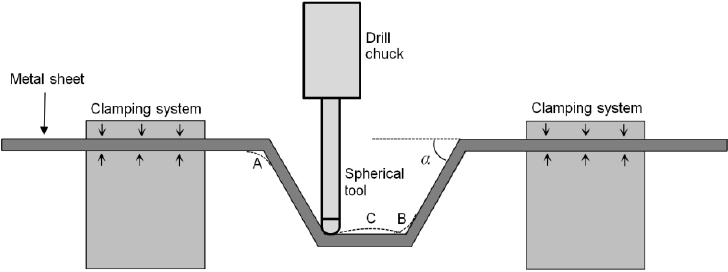 Drill
chuck
Metal sheet
Clamping system
Clamping system
A
Spherical
tool
α
C
B